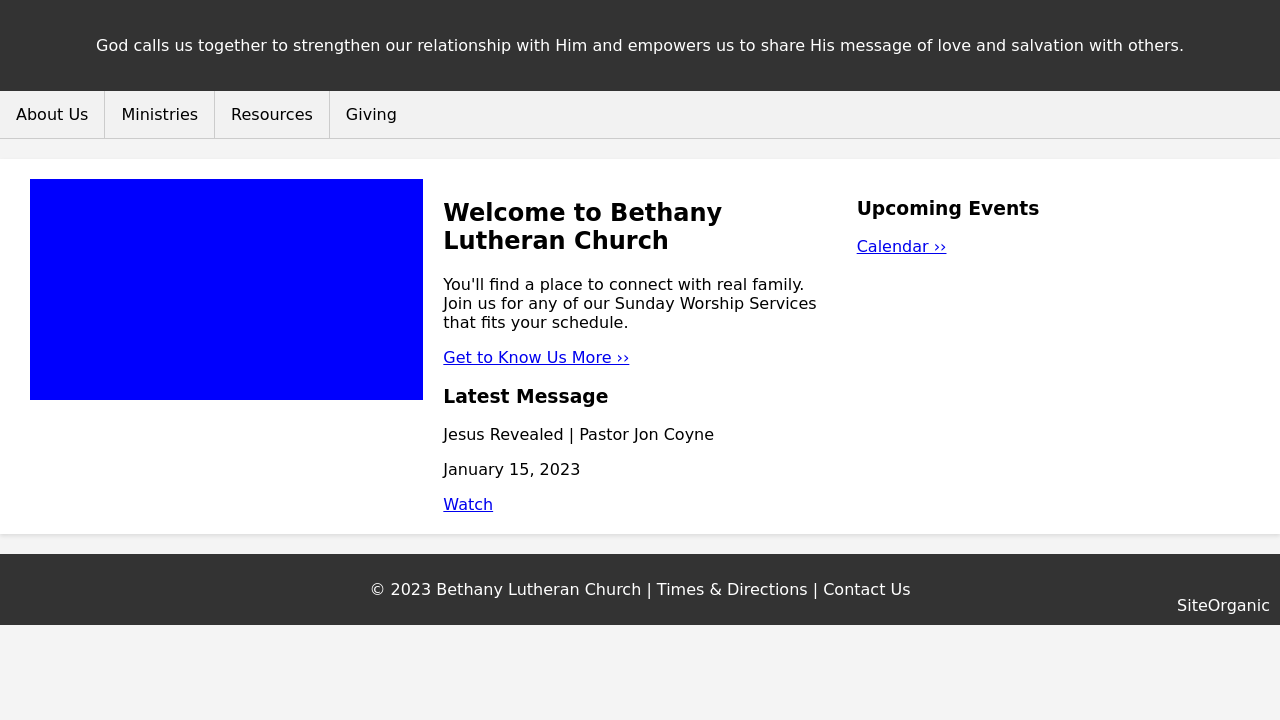 God calls us together to strengthen our relationship with Him and empowers us to share His message of love and salvation with others.
About Us
Ministries
Resources
Giving
Welcome to Bethany
Lutheran Church
You'll find a place to connect with real family.
Join us for any of our Sunday Worship Services
that fits your schedule.
Get to Know Us More ››
Latest Message
Jesus Revealed | Pastor Jon Coyne
January 15, 2023
Watch
Upcoming Events
Calendar ››
© 2023 Bethany Lutheran Church | Times & Directions | Contact Us
SiteOrganic